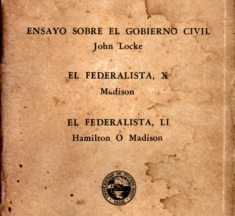 ENSAYO SOBRE EL GOBIERNO CIVIL
John Locke
EL FEDERALISTA, X
Madison
EL FEDERALISTA, LI
Hamilton O Madison